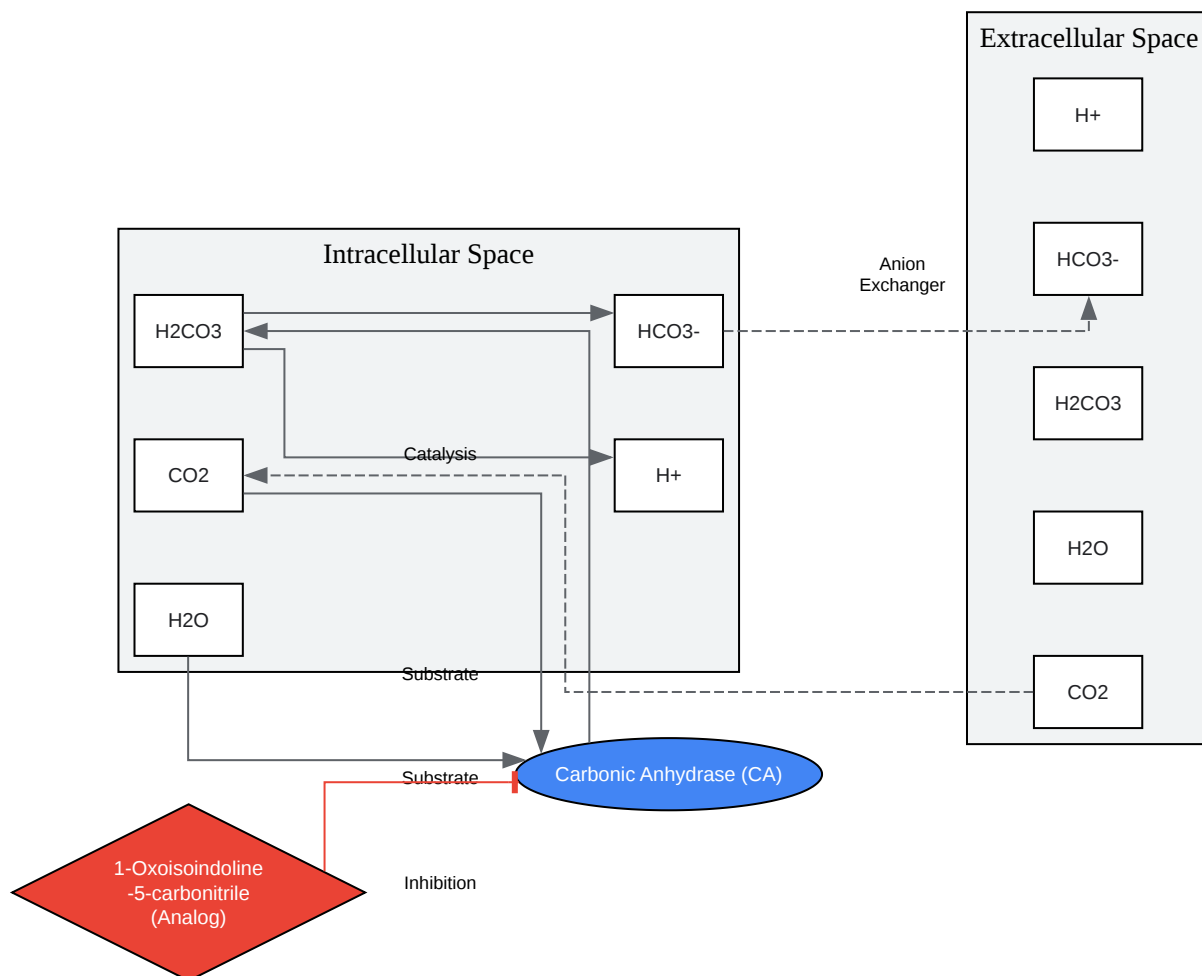 Extracellular Space
H+
HCO3-
H2CO3
H2O
CO2
Anion
Exchanger
Intracellular Space
H2CO3
HCO3-
CO2
Catalysis
H+
H2O
Substrate
Substrate
Carbonic Anhydrase (CA)
1-Oxoisoindoline
-5-carbonitrile
(Analog)
Inhibition